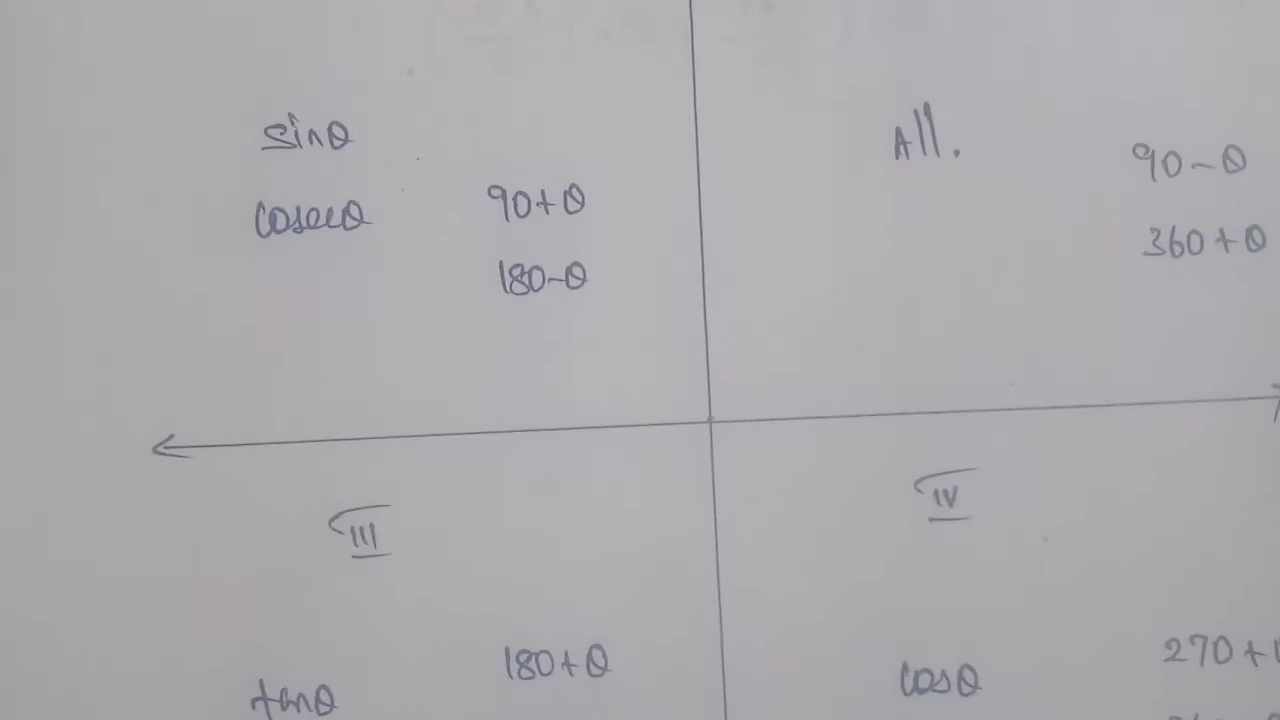 sinθ
cosecθ
90+θ
180-θ
All.
90-θ
360+θ
III
IV
tanθ
180+θ
cosθ
270+